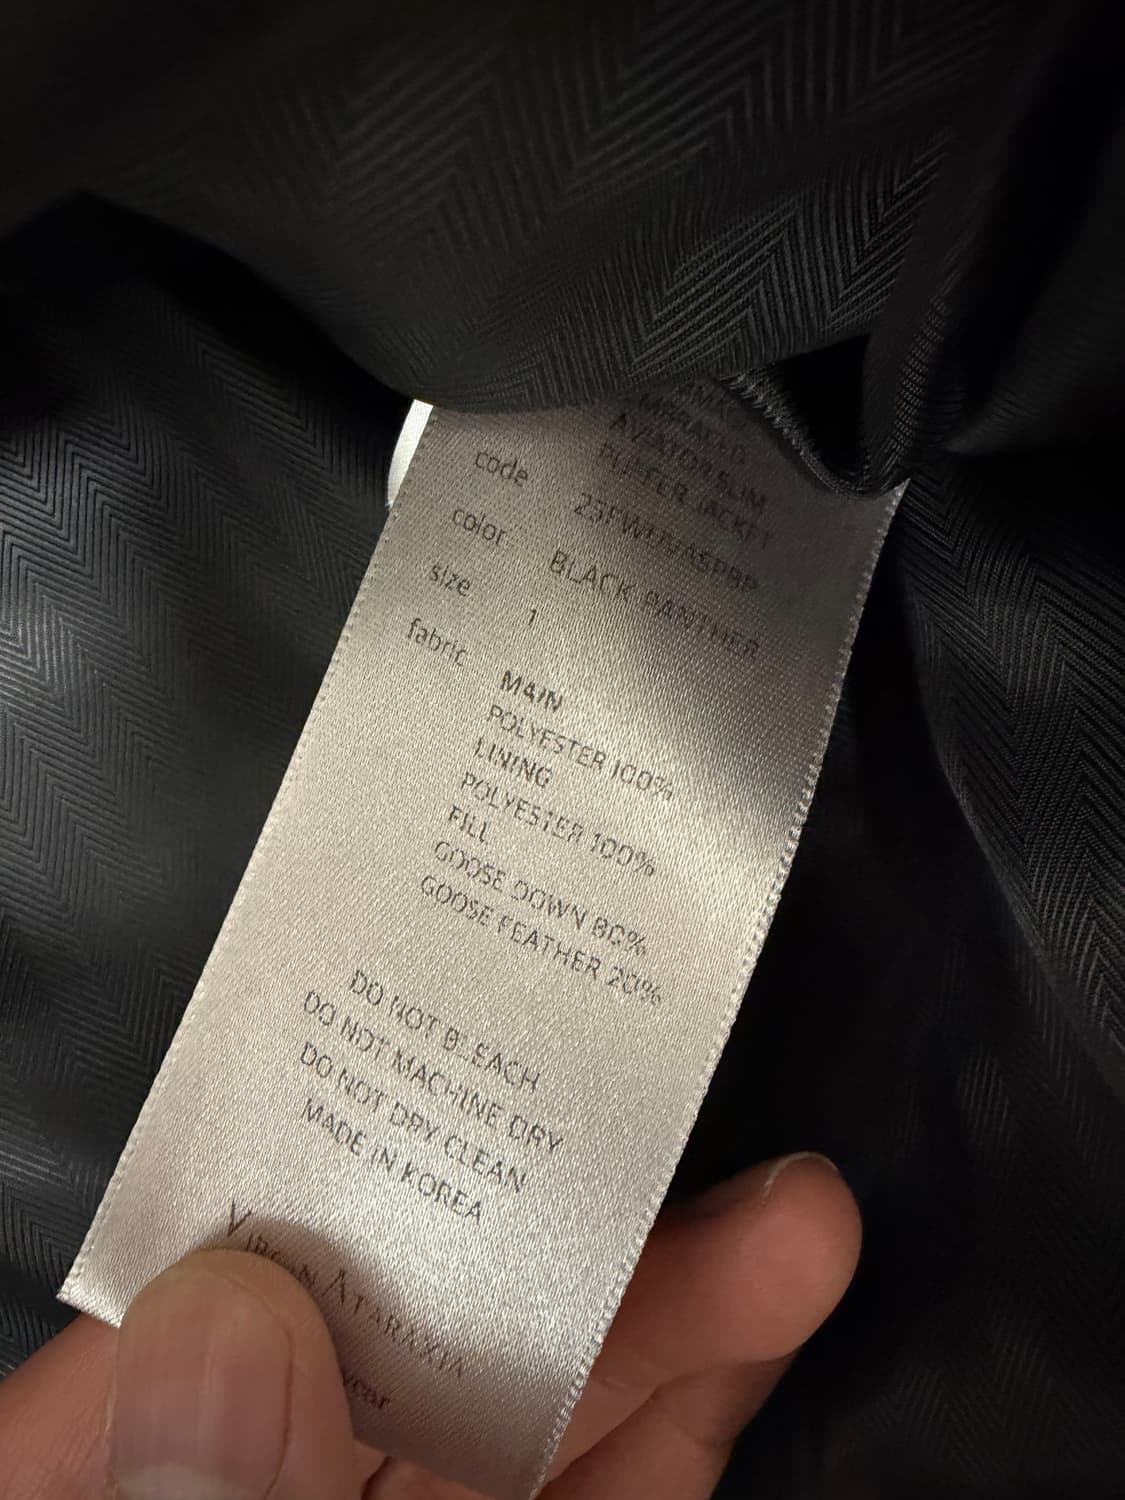 AVIATOR SLIM
PUFFER JACKET
code
color BLACK PANTHER
size 1
fabric MAIN
POLYESTER 100%
LINING
POLYESTER 100%
FILL
GOOSE DOWN 80%
GOOSE FEATHER 20%
DO NOT BLEACH
DO NOT MACHINE DRY
DO NOT DRY CLEAN
MADE IN KOREA
ATARAXIA